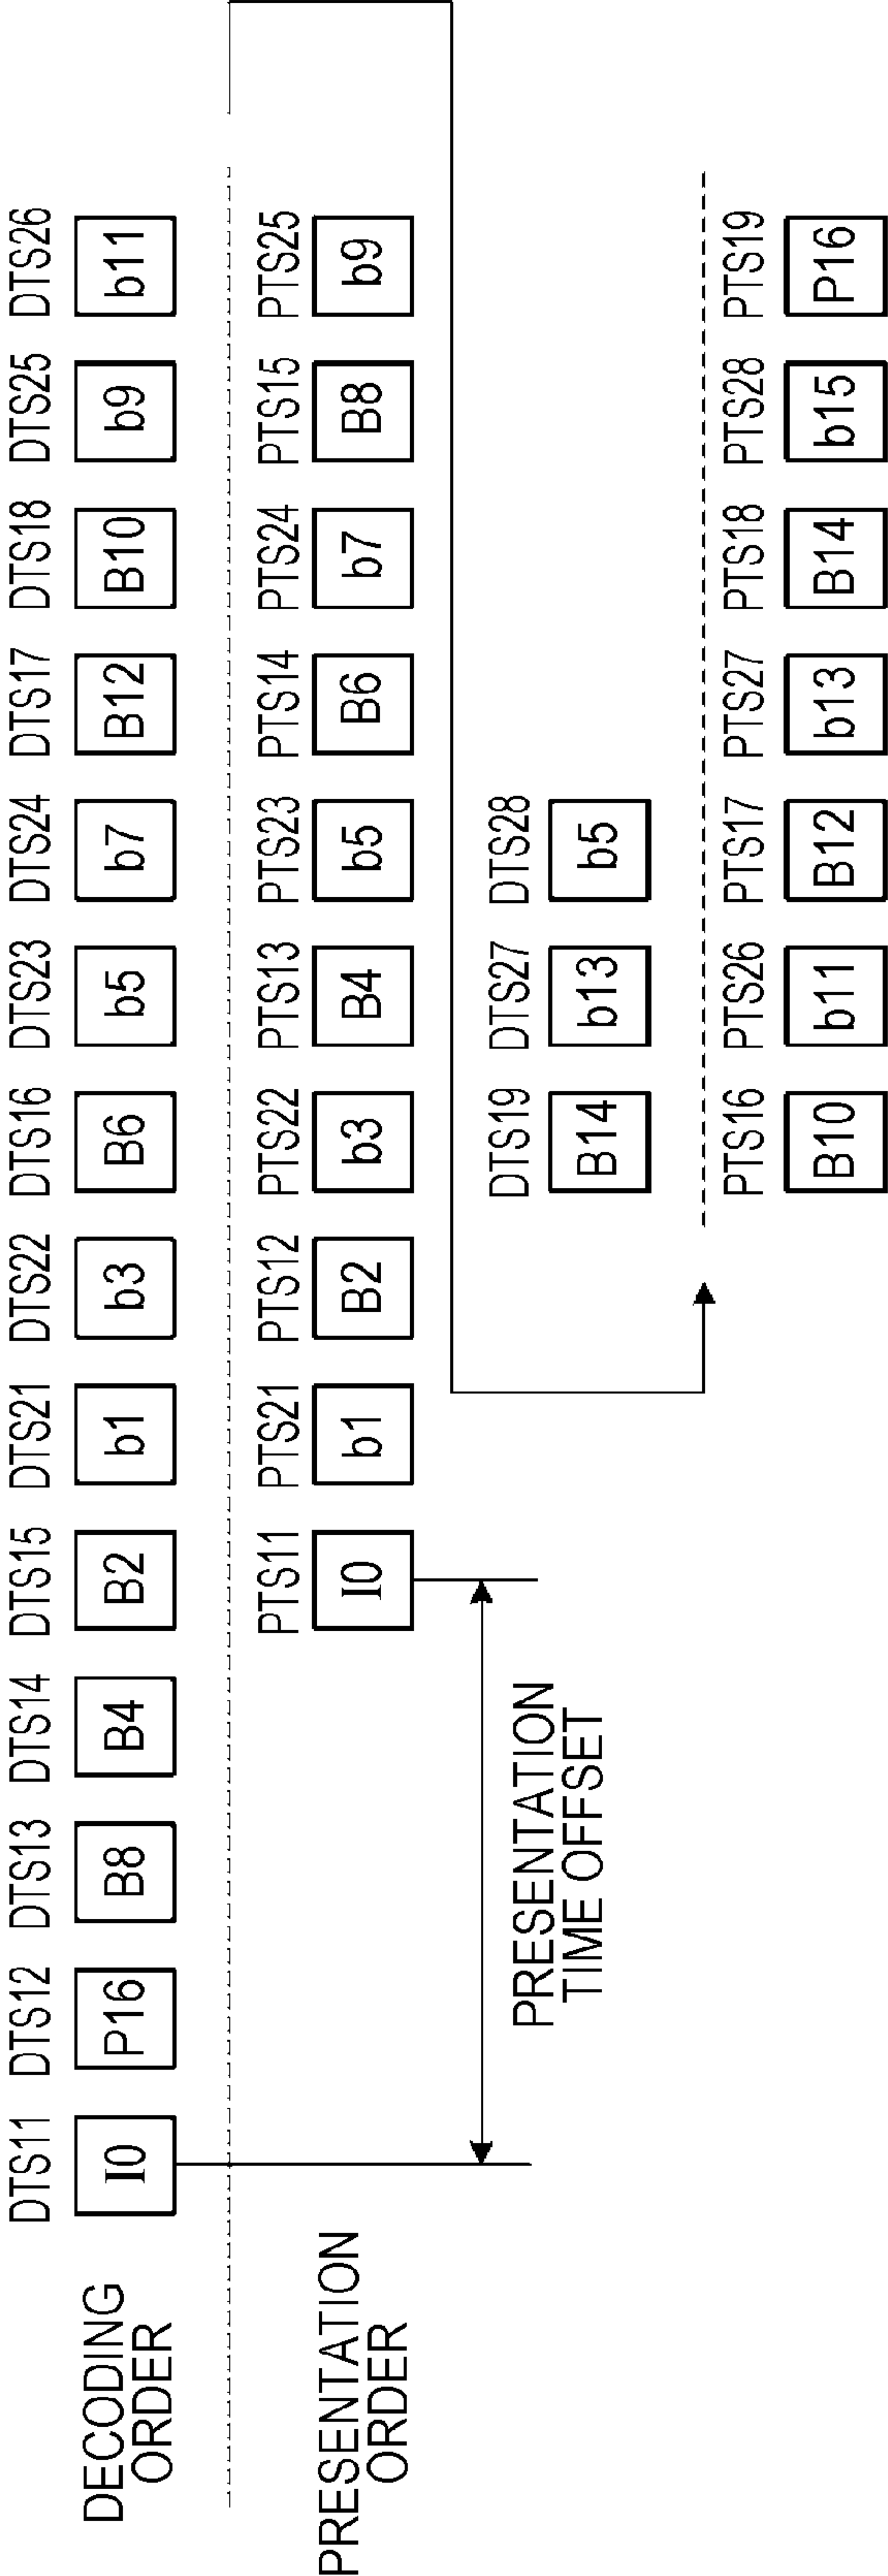 DTS11 DTS12 DTS13 DTS14 DTS15 DTS21 DTS22 DTS16 DTS23 DTS24 DTS17 DTS18 DTS25 DTS26
DECODING
ORDER
I0 P16 B8 B4 B2 b1 b3 B6 b5 b7 B12 B10 b9 b11
PTS11 PTS21 PTS12 PTS22 PTS13 PTS23 PTS14 PTS24 PTS15 PTS25
PRESENTATION
ORDER
I0 b1 B2 b3 B4 b5 B6 b7 B8 b9
PRESENTATION
TIME OFFSET
DTS19 DTS27 DTS28
B14 b13 b5
PTS16 PTS26 PTS17 PTS27 PTS18 PTS28 PTS19
B10 b11 B12 b13 B14 b15 P16